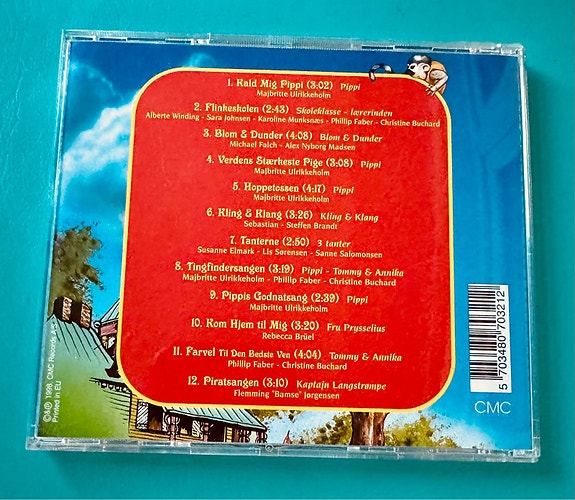 1. Kald Mig Pippi (3:02) Pippi
Majbritte Ulrikkeholm
2. Flinkeskolen (2:43) Skoleklasse - lærerinden
Alberte Winding - Sara Johnsen - Karoline Munksnæs - Phillip Faber - Christine Buchard
3. Blom & Dunder (4:08) Blom & Dunder
Michael Falch - Alex Nyborg Madsen
4. Verdens Stærkeste Pige (3:08) Pippi
Majbritte Ulrikkeholm
5. Hoppetossen (4:17) Pippi
Majbritte Ulrikkeholm
6. Kling & Klang (3:26) Kling & Klang
Sebastian - Steffen Brandt
7. Tanterne (2:50) 3 tanter
Susanne Elmark - Lis Sørensen - Sanne Salomonsen
8. Tingfindersangen (3:19) Pippi - Tommy & Annika
Majbritte Ulrikkeholm - Phillip Faber - Christine Buchard
9. Pippis Godnatsang (2:39) Pippi
Majbritte Ulrikkeholm
10. Kom Hjem til Mig (3:20) Fru Prysselius
Rebecca Brüel
11. Farvel Til Den Bedste Ven (4:04) Tommy & Annika
Phillip Faber - Christine Buchard
12. Piratsangen (3:10) Kaptajn Langstrømpe
Flemming "Bamse" Jørgensen
5 703480 703212
CMC
©&℗ 1998 CMC Records A/S
Printed in EU